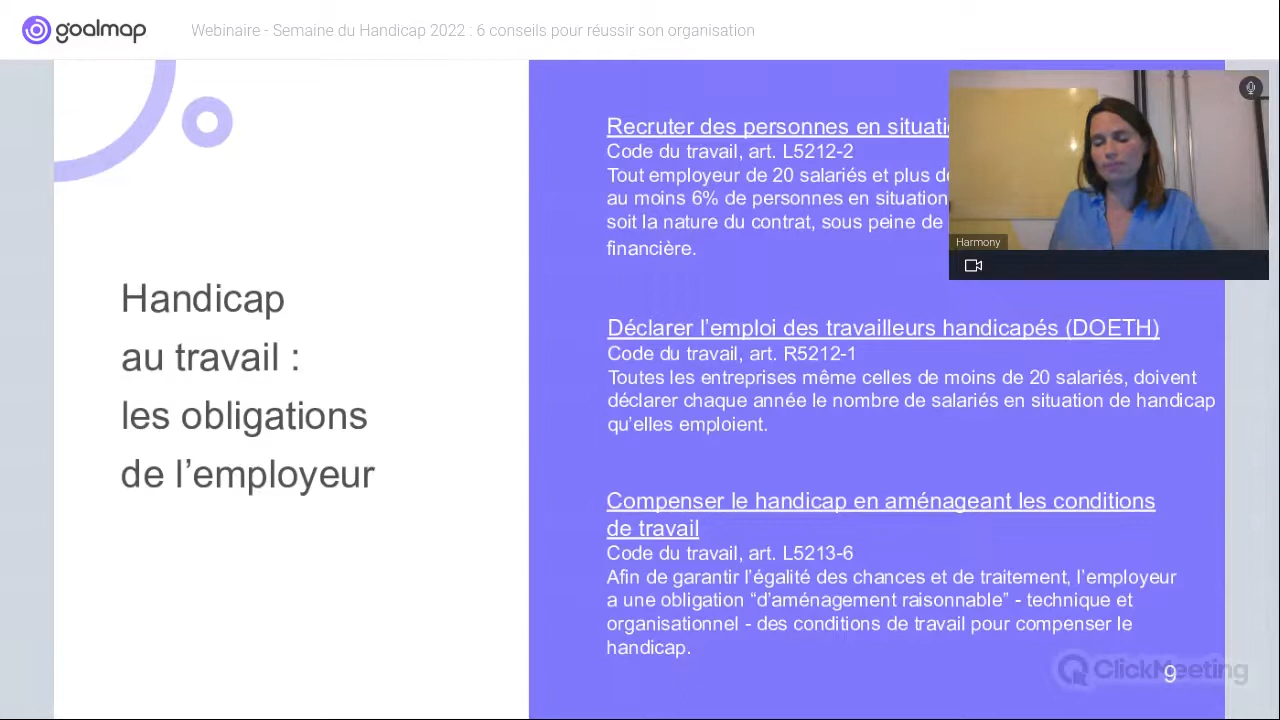 goalmap
Webinaire - Semaine du Handicap 2022 : 6 conseils pour réussir son organisation
Handicap
au travail :
les obligations
de l’employeur
Recruter des personnes en
Code du travail, art. L5212-2
Tout employeur de 20 salariés et plus
au moins 6% de personnes en situation
soit la nature du contrat, sous peine de
financière.
Harmony
Déclarer l’emploi des travailleurs handicapés (DOETH)
Code du travail, art. R5212-1
Toutes les entreprises même celles de moins de 20 salariés, doivent
déclarer chaque année le nombre de salariés en situation de handicap
qu’elles emploient.
Compenser le handicap en aménageant les conditions
de travail
Code du travail, art. L5213-6
Afin de garantir l’égalité des chances et de traitement, l’employeur
a une obligation “d’aménagement raisonnable” - technique et
organisationnel - des conditions de travail pour compenser le
handicap.
ClickMeeting
9